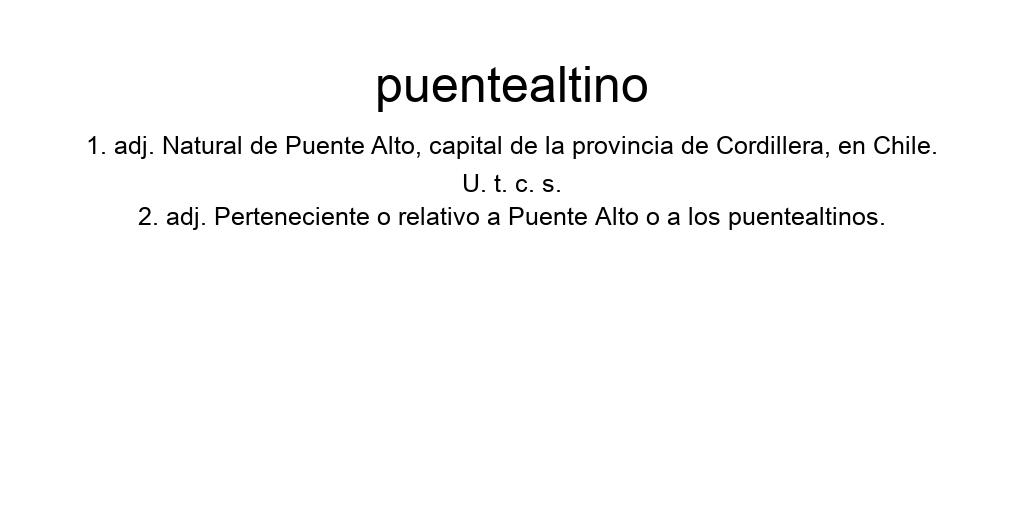 puentealtino
1. adj. Natural de Puente Alto, capital de la provincia de Cordillera, en Chile.
U. t. c. s.
2. adj. Perteneciente o relativo a Puente Alto o a los puentealtinos.